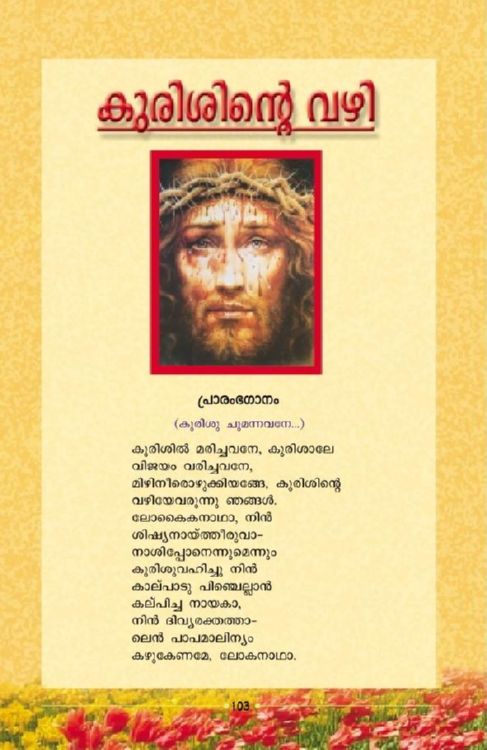 കുരിശിന്റെ വഴി
പ്രാരംഭഗാനം
(കുരിശു ചുമന്നവനേ...)
കുരിശിൽ മരിച്ചവനേ, കുരിശാലേ
വിജയം വരിച്ചവനേ,
മിഴിനീരൊഴുക്കിയങ്ങേ, കുരിശിന്റെ
വഴിയേവരുന്നു ഞങ്ങൾ.
ലോകൈകനാഥാ, നിൻ
ശിഷ്യനായ്ത്തീരുവാ-
നാശിപ്പോനെന്നുമെന്നും
കുരിശുവഹിച്ചു നിൻ
കാല്പാടു പിഞ്ചെല്ലാൻ
കല്പിച്ച നായകാ,
നിൻ ദിവ്യരക്തത്താ-
ലെൻ പാപമാലിന്യം
കഴുകേണമേ, ലോകനാഥാ.
103